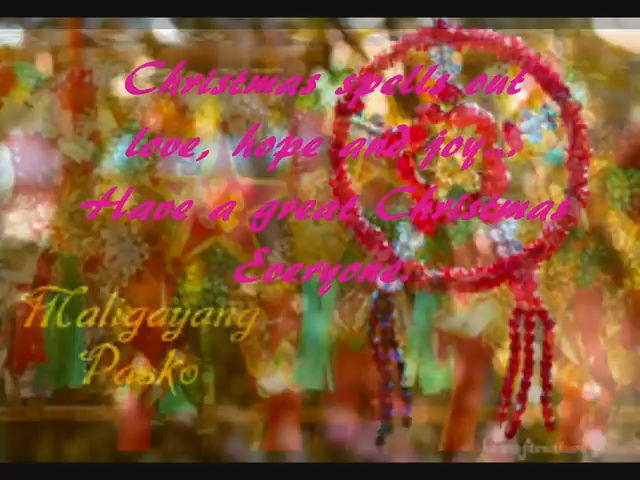 Christmas spells out
love, hope and joy...
Have a great Christmas
Everyone
Maligayang
Pasko